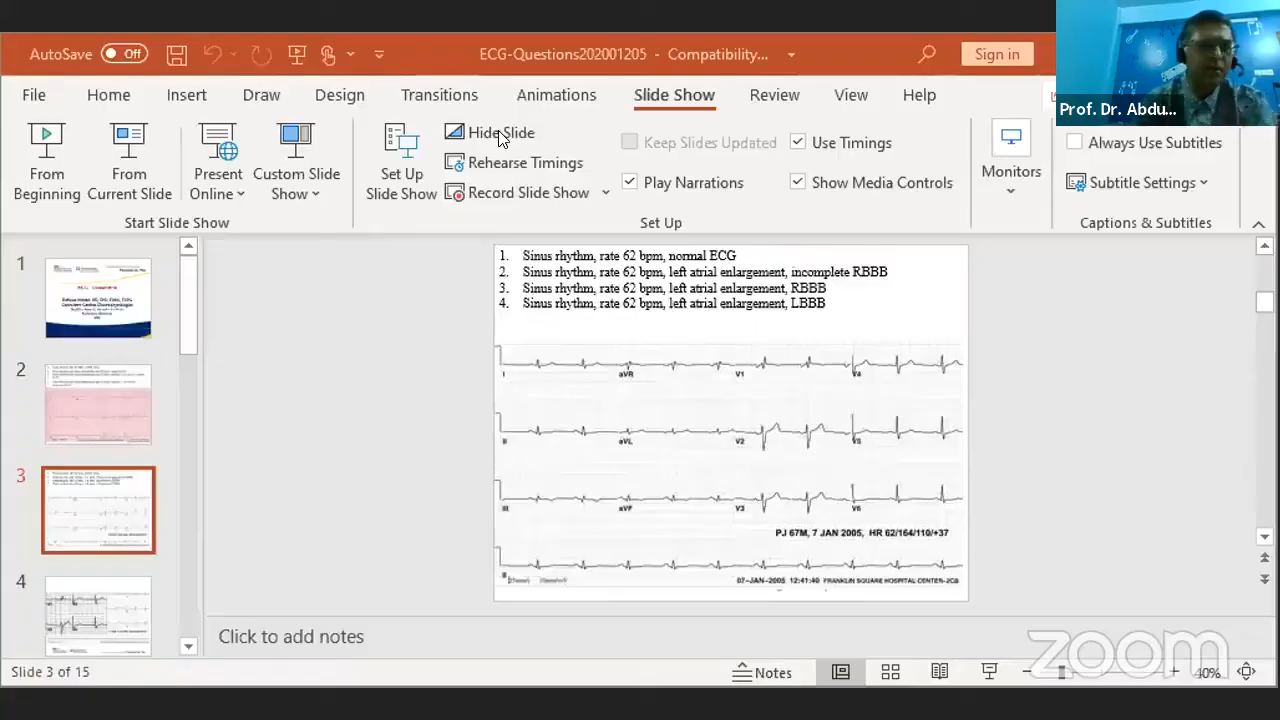 AutoSave Off ECG-Questions202001205 - Compatibility... Sign in
Prof. Dr. Abdu...
File Home Insert Draw Design Transitions Animations Slide Show Review View Help
From Beginning
From Current Slide
Present Online
Custom Slide Show
Start Slide Show
Set Up Slide Show
Hide Slide
Rehearse Timings
Record Slide Show
Keep Slides Updated
Play Narrations
Use Timings
Show Media Controls
Set Up
Monitors
Always Use Subtitles
Subtitle Settings
Captions & Subtitles
1
2
3
4
1. Sinus rhythm, rate 62 bpm, normal ECG
2. Sinus rhythm, rate 62 bpm, left atrial enlargement, incomplete RBBB
3. Sinus rhythm, rate 62 bpm, left atrial enlargement, RBBB
4. Sinus rhythm, rate 62 bpm, left atrial enlargement, LBBB
I aVR V1 V4
II aVL V2 V5
III aVF V3 V6
PJ 67M, 7 JAN 2005, HR 62/164/110/+37
II
07-JAN-2005 12:41:40 FRANKLIN SQUARE HOSPITAL CENTER-2CB
Click to add notes
zoom
Slide 3 of 15 Notes 40%